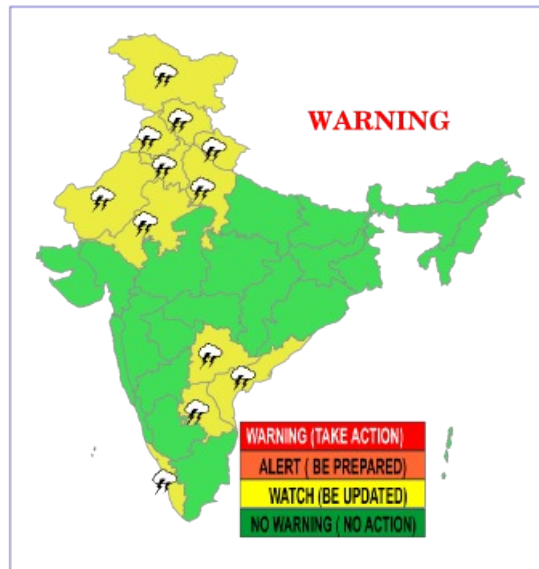 WARNING
WARNING (TAKE ACTION)
ALERT ( BE PREPARED)
WATCH (BE UPDATED)
NO WARNING ( NO ACTION)